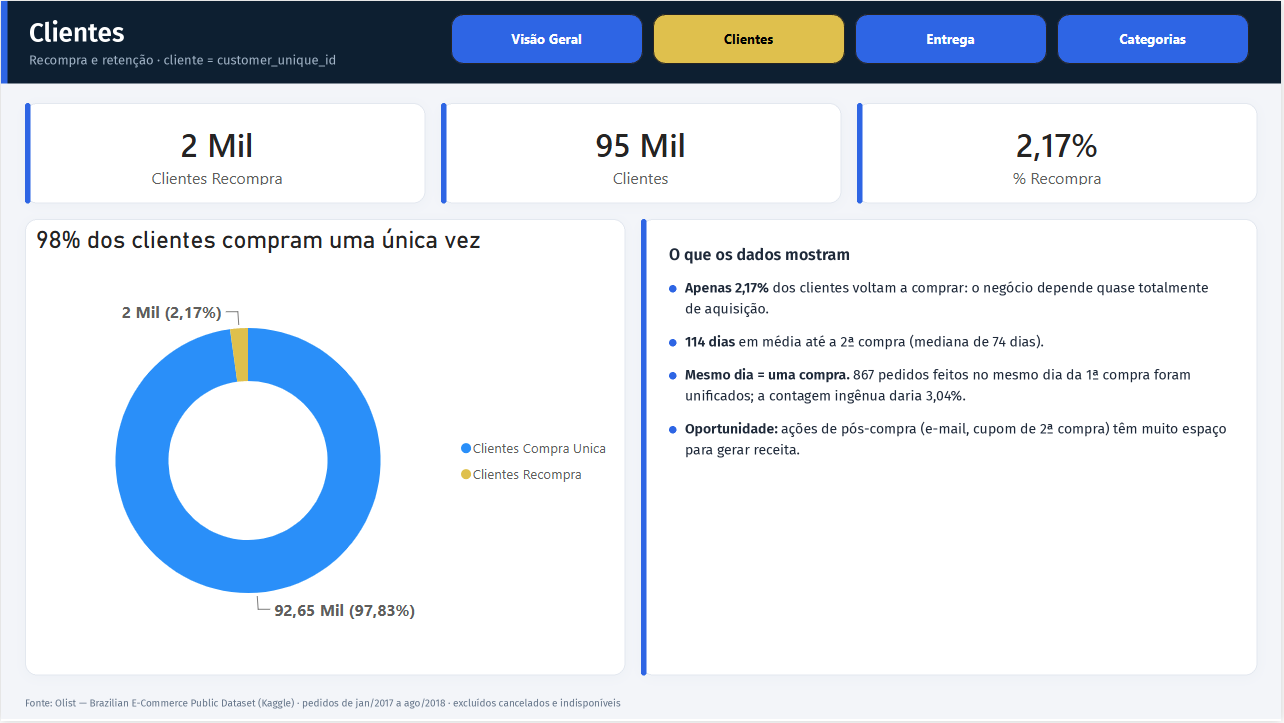 Clientes
Recompra e retenção · cliente = customer_unique_id
Visão Geral
Clientes
Entrega
Categorias
2 Mil
Clientes Recompra
95 Mil
Clientes
2,17%
% Recompra
98% dos clientes compram uma única vez
2 Mil (2,17%)
Clientes Compra Unica
Clientes Recompra
92,65 Mil (97,83%)
O que os dados mostram
Apenas 2,17% dos clientes voltam a comprar: o negócio depende quase totalmente
de aquisição.
114 dias em média até a 2ª compra (mediana de 74 dias).
Mesmo dia = uma compra. 867 pedidos feitos no mesmo dia da 1ª compra foram
unificados; a contagem ingênua daria 3,04%.
Oportunidade: ações de pós-compra (e-mail, cupom de 2ª compra) têm muito espaço
para gerar receita.
Fonte: Olist — Brazilian E-Commerce Public Dataset (Kaggle) · pedidos de jan/2017 a ago/2018 · excluídos cancelados e indisponíveis